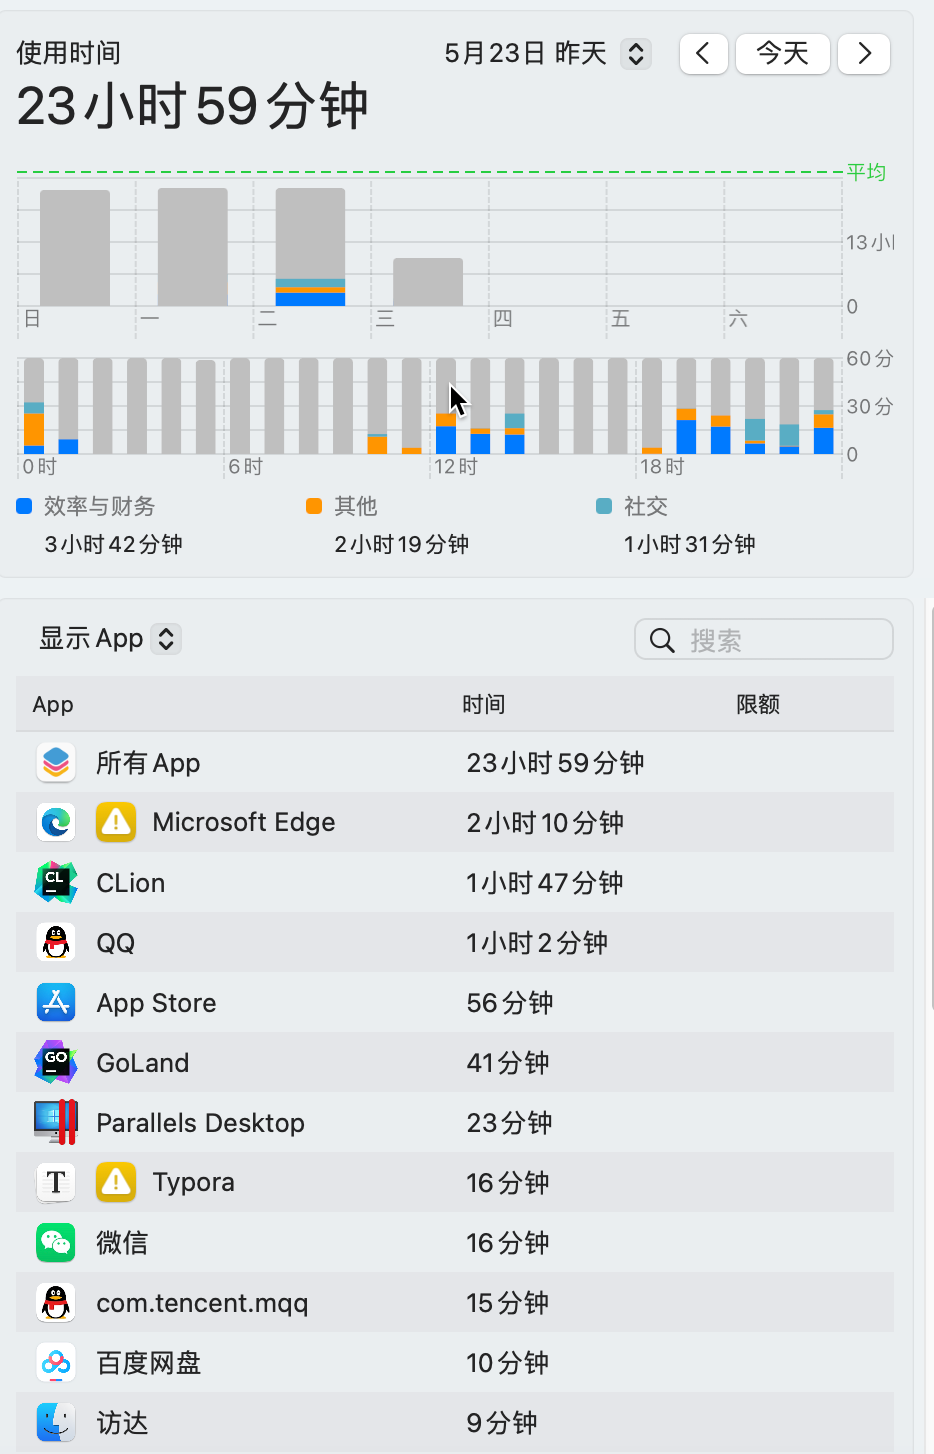 使用时间
5月23日 昨天
今天
23小时59分钟
平均
13小
0
日 一 二 三 四 五 六
60分
30分
0
0时 6时 12时 18时
效率与财务 其他 社交
3小时42分钟 2小时19分钟 1小时31分钟
显示 App
搜索
App 时间 限额
所有 App 23小时59分钟
Microsoft Edge 2小时10分钟
CL
CLion 1小时47分钟
QQ 1小时2分钟
App Store 56分钟
GO
GoLand 41分钟
Parallels Desktop 23分钟
T
Typora 16分钟
微信 16分钟
com.tencent.mqq 15分钟
百度网盘 10分钟
访达 9分钟